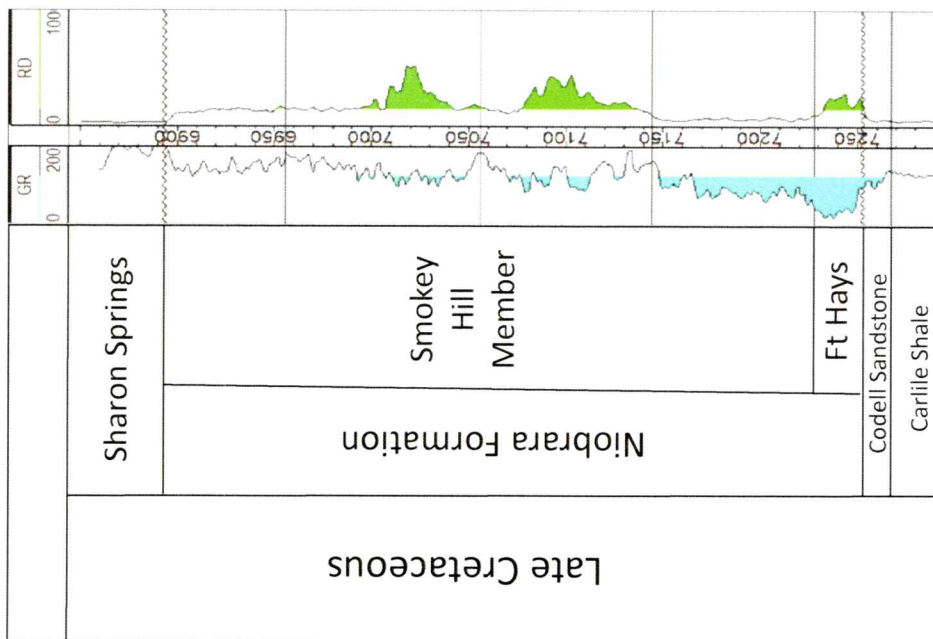 RD
0
100
6900
6950
7000
7050
7100
7150
7200
7250
GR
0
200
Sharon Springs
Smokey
Hill
Member
Ft Hays
Codell Sandstone
Carlile Shale
Niobrara Formation
Late Cretaceous